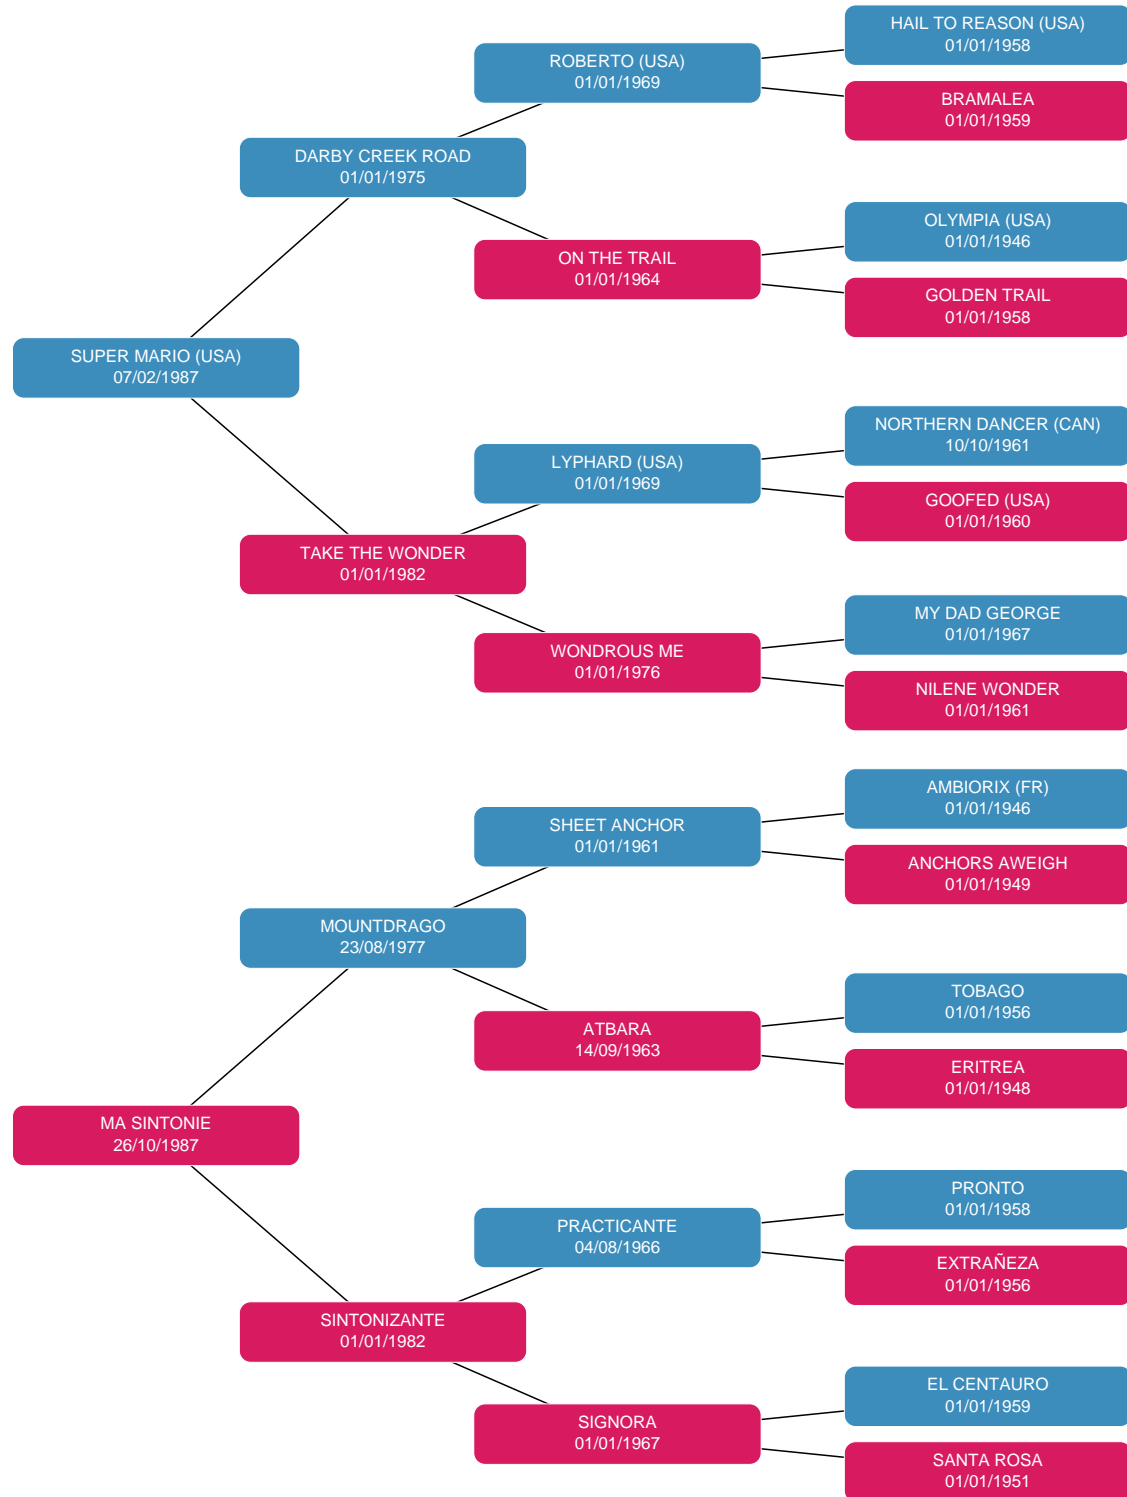 HAIL TO REASON (USA)
01/01/1958
ROBERTO (USA)
01/01/1969
BRAMALEA
01/01/1959
DARBY CREEK ROAD
01/01/1975
OLYMPIA (USA)
01/01/1946
ON THE TRAIL
01/01/1964
GOLDEN TRAIL
01/01/1958
SUPER MARIO (USA)
07/02/1987
NORTHERN DANCER (CAN)
10/10/1961
LYPHARD (USA)
01/01/1969
GOOFED (USA)
01/01/1960
TAKE THE WONDER
01/01/1982
MY DAD GEORGE
01/01/1967
WONDROUS ME
01/01/1976
NILENE WONDER
01/01/1961
AMBIORIX (FR)
01/01/1946
SHEET ANCHOR
01/01/1961
ANCHORS AWEIGH
01/01/1949
MOUNTDRAGO
23/08/1977
TOBAGO
01/01/1956
ATBARA
14/09/1963
ERITREA
01/01/1948
MA SINTONIE
26/10/1987
PRONTO
01/01/1958
PRACTICANTE
04/08/1966
EXTRAÑEZA
01/01/1956
SINTONIZANTE
01/01/1982
EL CENTAURO
01/01/1959
SIGNORA
01/01/1967
SANTA ROSA
01/01/1951